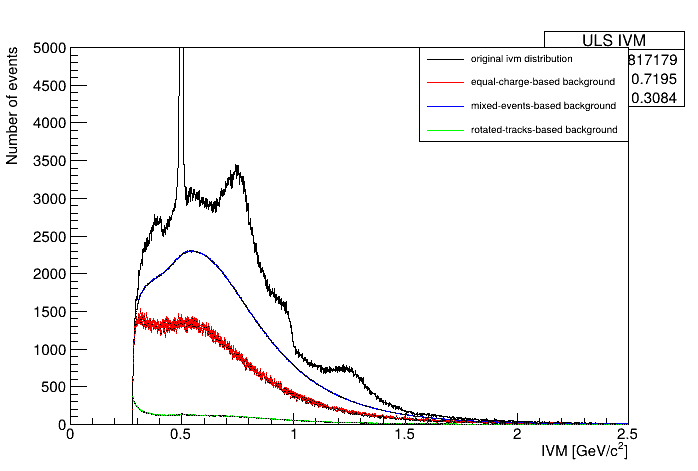 ULS IVM
817179
0.7195
0.3084
original ivm distribution
equal-charge-based background
mixed-events-based background
rotated-tracks-based background
Number of events
5000
4500
4000
3500
3000
2500
2000
1500
1000
500
0
0 0.5 1 1.5 2 2.5
IVM [GeV/c²]